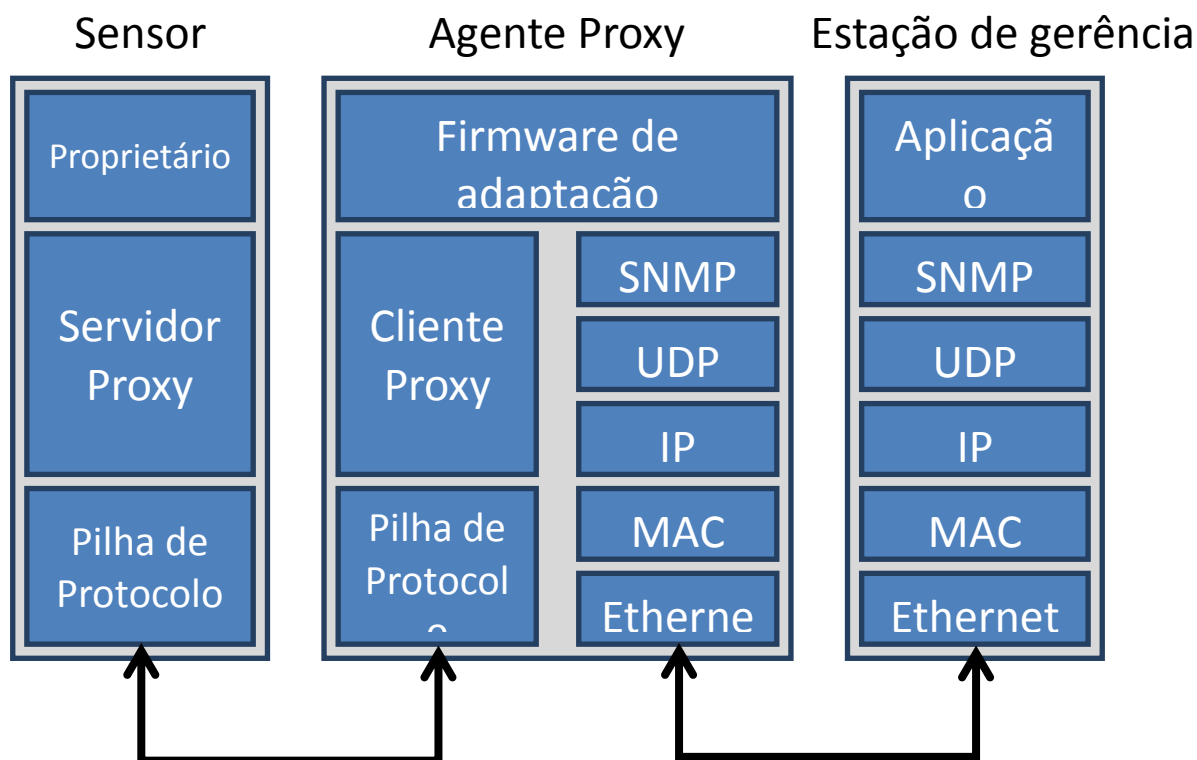 Sensor
Agente Proxy
Estação de gerência
Proprietário
Servidor
Proxy
Pilha de
Protocolo
Firmware de
adaptação
Cliente
Proxy
Pilha de
Protocol
o
SNMP
UDP
IP
MAC
Etherne
Aplicaçã
o
SNMP
UDP
IP
MAC
Ethernet